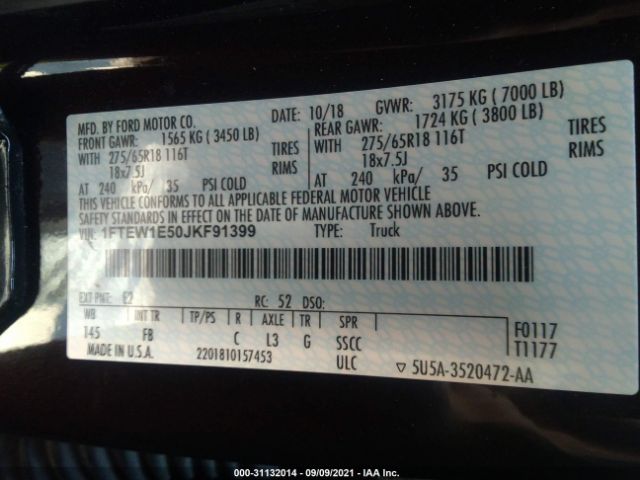 MFD. BY FORD MOTOR CO.
DATE: 10/18 GVWR: 3175 KG ( 7000 LB)
FRONT GAWR: 1565 KG ( 3450 LB)
REAR GAWR: 1724 KG ( 3800 LB)
WITH 275/65R18 116T TIRES
WITH 275/65R18 116T TIRES
18x7.5J RIMS
18x7.5J RIMS
AT 240 kPa/ 35 PSI COLD
AT 240 kPa/ 35 PSI COLD
THIS VEHICLE CONFORMS TO ALL APPLICABLE FEDERAL MOTOR VEHICLE
SAFETY STANDARDS IN EFFECT ON THE DATE OF MANUFACTURE SHOWN ABOVE.
VIN: 1FTEW1E50JKF91399 TYPE: Truck
EXT PNT: E2 RC: 52 DSO:
WB INT TR TP/PS R AXLE TR SPR
145 FB C L3 G SSCC
F0117
T1177
MADE IN U.S.A. 2201810157453 ULC
5U5A-3520472-AA
000-31132014 - 09/09/2021 - IAA Inc.